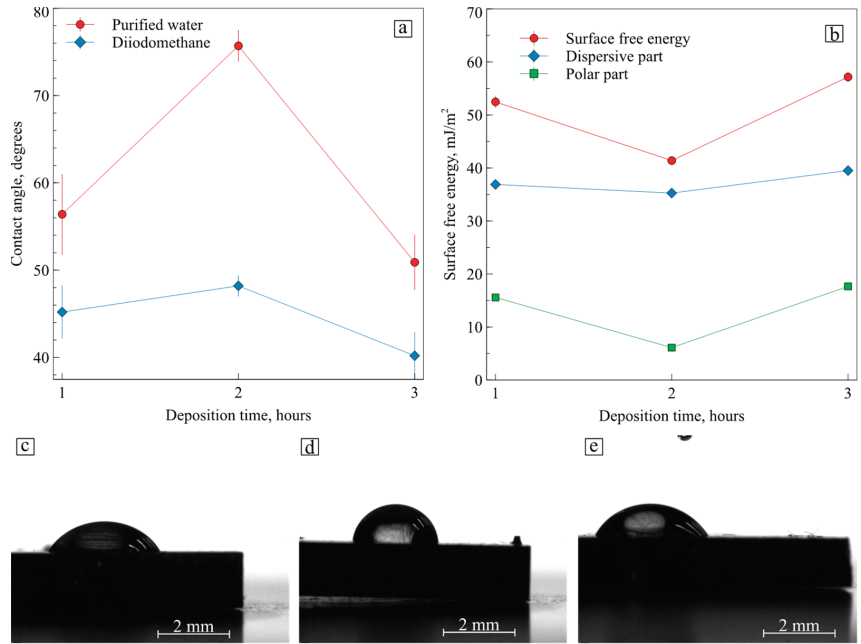 a
Purified water
Diiodomethane
80
70
60
50
40
Contact angle, degrees
1
2
3
Deposition time, hours
b
Surface free energy
Dispersive part
Polar part
70
60
50
40
30
20
10
0
Surface free energy, mJ/m²
1
2
3
Deposition time, hours
c
2 mm
d
2 mm
e
2 mm